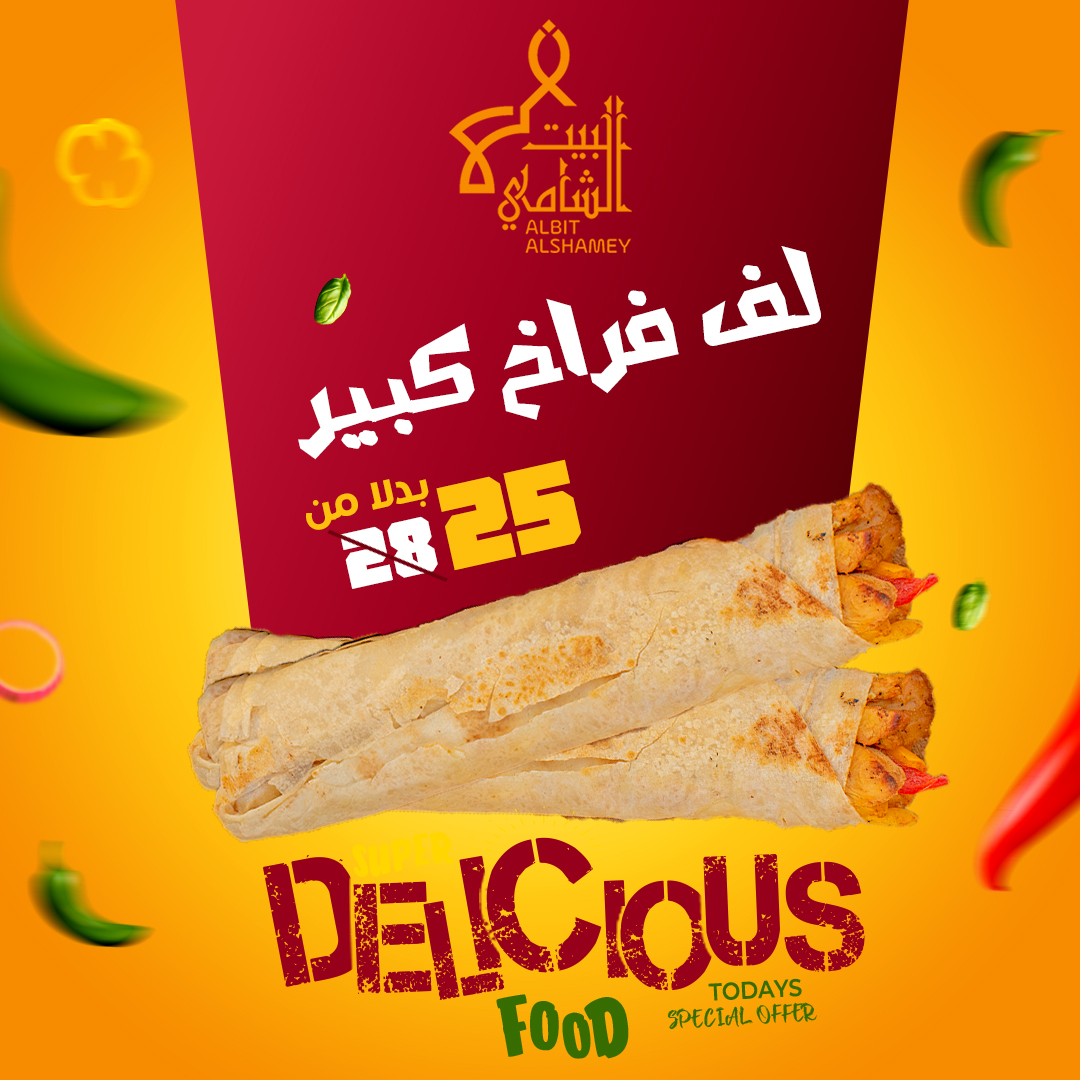 البيت
الشامي
ALBIT
ALSHAMEY
لف فراخ كبير
25 بدلا من 28
SUPER
DELICIOUS
FOOD
TODAYS
SPECIAL OFFER